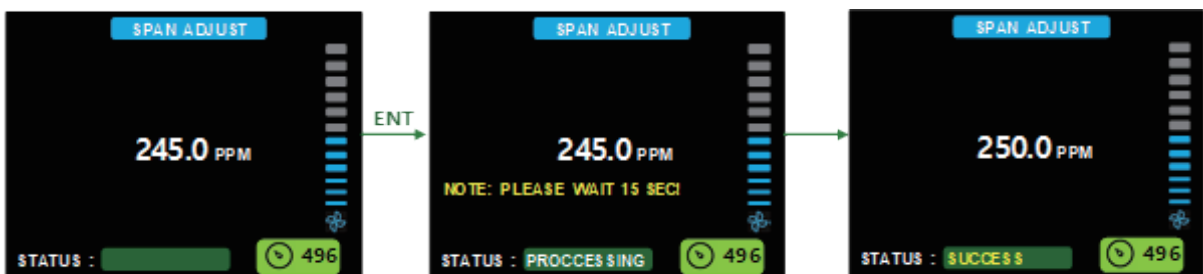 SPAN ADJUST
245.0 PPM
STATUS :
496
ENT
SPAN ADJUST
245.0 PPM
NOTE: PLEASE WAIT 15 SEC!
STATUS : PROCCESSING
496
SPAN ADJUST
250.0 PPM
STATUS : SUCCESS
496